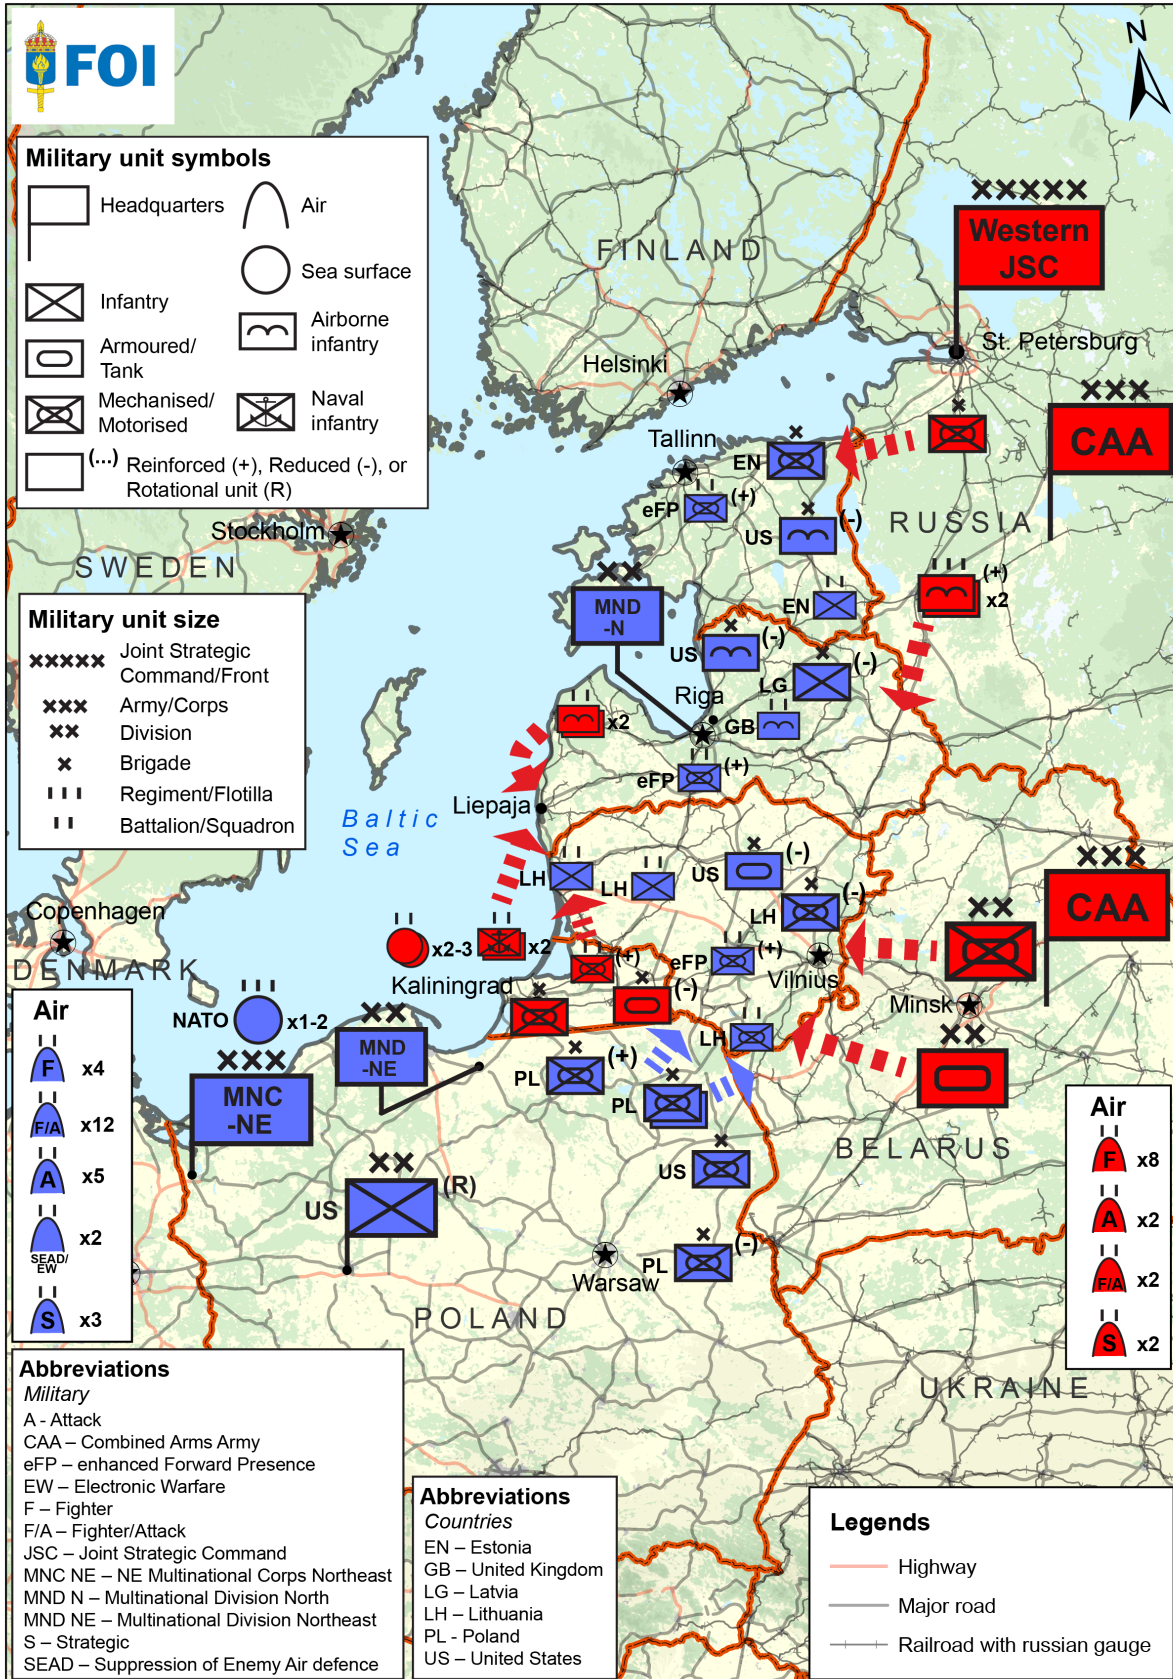 FOI
N
Military unit symbols
Headquarters
Air
Sea surface
Infantry
Airborne
infantry
Armoured/
Tank
Mechanised/
Motorised
Naval
infantry
(...) Reinforced (+), Reduced (-), or
Rotational unit (R)
FINLAND
Western
JSC
St. Petersburg
Helsinki
Tallinn
CAA
EN
eFP (+)
US (-)
RUSSIA
Stockholm
SWEDEN
Military unit size
Joint Strategic
Command/Front
Army/Corps
Division
Brigade
Regiment/Flotilla
Battalion/Squadron
MND
-N
EN
(+)
x2
US (-)
LG (-)
Riga
GB
x2
eFP (+)
Liepaja
Baltic
Sea
LH
LH
US (-)
LH (-)
CAA
Copenhagen
DENMARK
x2-3
x2
(+)
eFP (+)
Vilnius
Kaliningrad
(-)
Minsk
NATO x1-2
MND
-NE
LH
PL (+)
PL
MNC
-NE
US
BELARUS
US (R)
PL (-)
Warsaw
POLAND
UKRAINE
Air
F x4
F/A x12
A x5
x2
SEAD/
EW
S x3
Air
F x8
A x2
F/A x2
S x2
Abbreviations
Military
A - Attack
CAA – Combined Arms Army
eFP – enhanced Forward Presence
EW – Electronic Warfare
F – Fighter
F/A – Fighter/Attack
JSC – Joint Strategic Command
MNC NE – NE Multinational Corps Northeast
MND N – Multinational Division North
MND NE – Multinational Division Northeast
S – Strategic
SEAD – Suppression of Enemy Air defence
Abbreviations
Countries
EN – Estonia
GB – United Kingdom
LG – Latvia
LH – Lithuania
PL - Poland
US – United States
Legends
Highway
Major road
Railroad with russian gauge